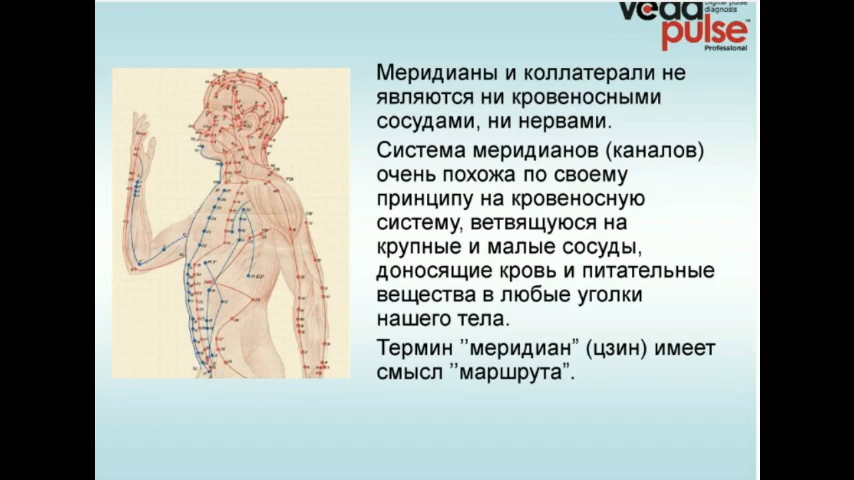 veda pulse
diagnosis
Professional
Меридианы и коллатерали не
являются ни кровеносными
сосудами, ни нервами.
Система меридианов (каналов)
очень похожа по своему
принципу на кровеносную
систему, ветвящуюся на
крупные и малые сосуды,
доносящие кровь и питательные
вещества в любые уголки
нашего тела.
Термин ’’меридиан” (цзин) имеет
смысл ’’маршрута”.